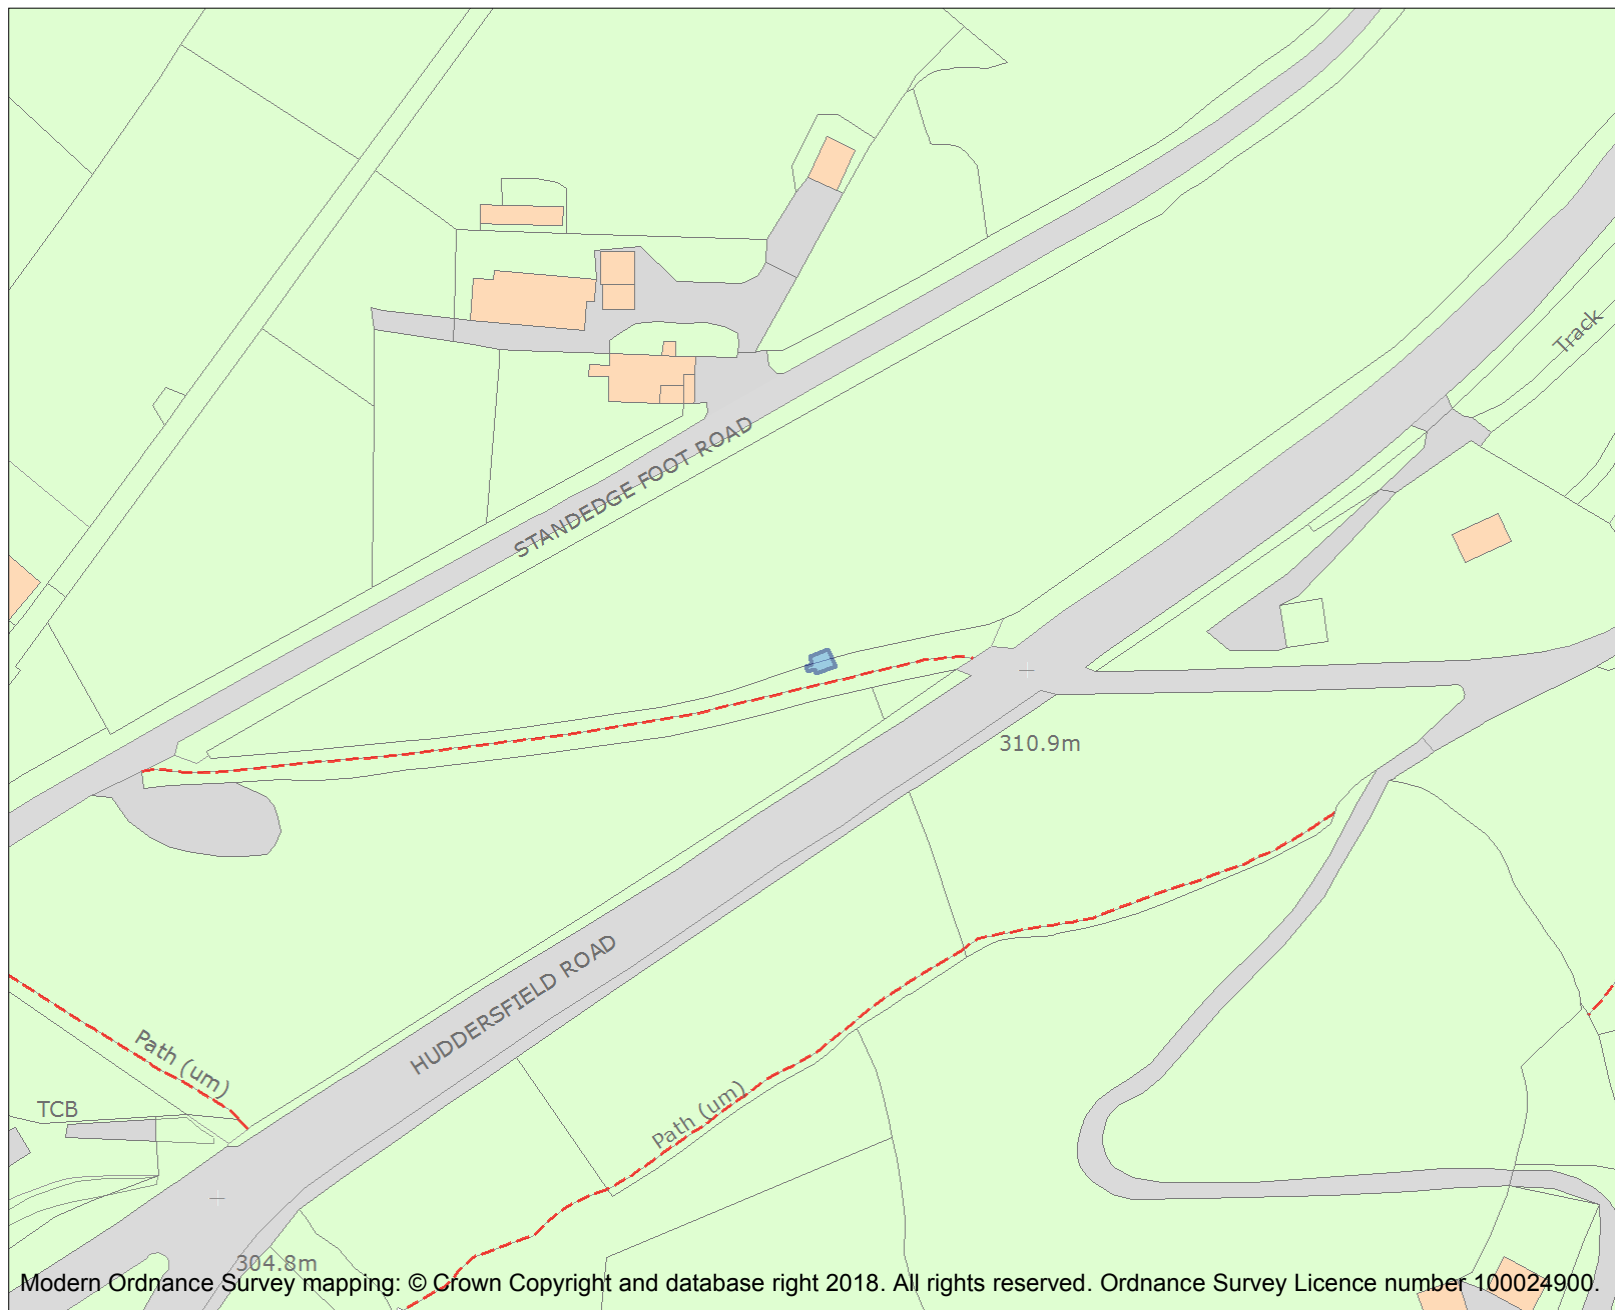 Track
STANDEDGE FOOT ROAD
310.9m
HUDDERSFIELD ROAD
Path (um)
TCB
Path (um)
304.8m
Modern Ordnance Survey mapping: © Crown Copyright and database right 2018. All rights reserved. Ordnance Survey Licence number 100024900.